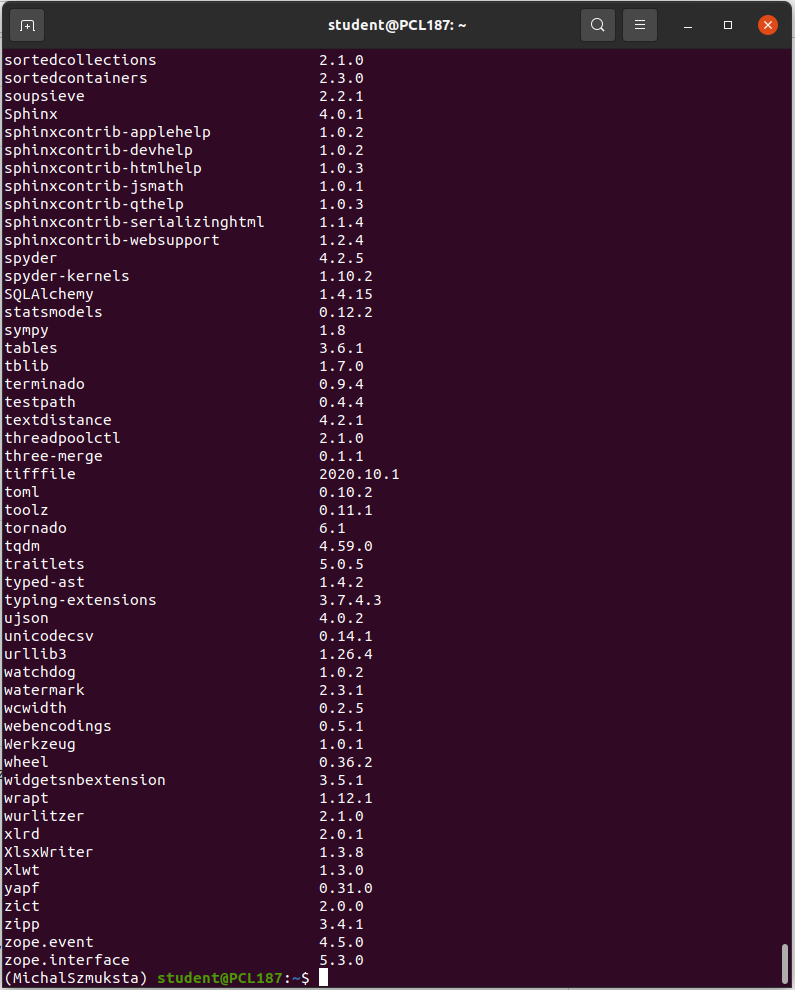 student@PCL187: ~
sortedcollections 2.1.0
sortedcontainers 2.3.0
soupsieve 2.2.1
Sphinx 4.0.1
sphinxcontrib-applehelp 1.0.2
sphinxcontrib-devhelp 1.0.2
sphinxcontrib-htmlhelp 1.0.3
sphinxcontrib-jsmath 1.0.1
sphinxcontrib-qthelp 1.0.3
sphinxcontrib-serializinghtml 1.1.4
sphinxcontrib-websupport 1.2.4
spyder 4.2.5
spyder-kernels 1.10.2
SQLAlchemy 1.4.15
statsmodels 0.12.2
sympy 1.8
tables 3.6.1
tblib 1.7.0
terminado 0.9.4
testpath 0.4.4
textdistance 4.2.1
threadpoolctl 2.1.0
three-merge 0.1.1
tifffile 2020.10.1
toml 0.10.2
toolz 0.11.1
tornado 6.1
tqdm 4.59.0
traitlets 5.0.5
typed-ast 1.4.2
typing-extensions 3.7.4.3
ujson 4.0.2
unicodecsv 0.14.1
urllib3 1.26.4
watchdog 1.0.2
watermark 2.3.1
wcwidth 0.2.5
webencodings 0.5.1
Werkzeug 1.0.1
wheel 0.36.2
widgetsnbextension 3.5.1
wrapt 1.12.1
wurlitzer 2.1.0
xlrd 2.0.1
XlsxWriter 1.3.8
xlwt 1.3.0
yapf 0.31.0
zict 2.0.0
zipp 3.4.1
zope.event 4.5.0
zope.interface 5.3.0
(MichalSzmuksta) student@PCL187:~$